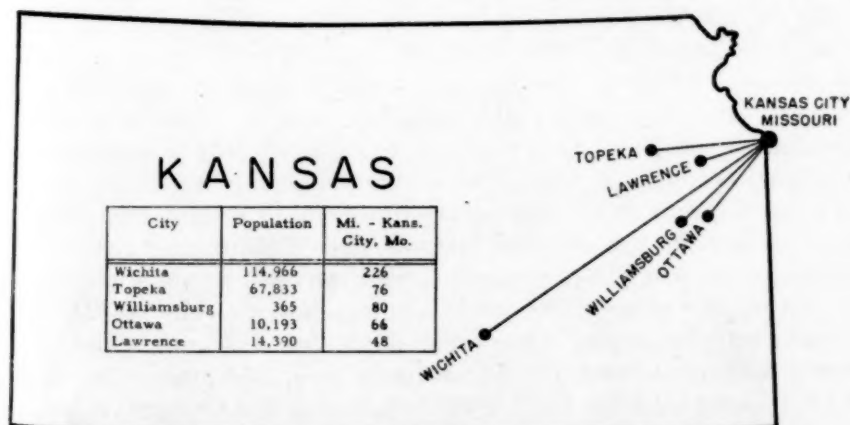 KANSAS CITY
MISSOURI
TOPEKA
LAWRENCE
KANSAS
City Population Mi. - Kans. City, Mo.
Wichita 114,966 226
Topeka 67,833 76
Williamsburg 365 80
Ottawa 10,193 66
Lawrence 14,390 48
WILLIAMSBURG
OTTAWA
WICHITA